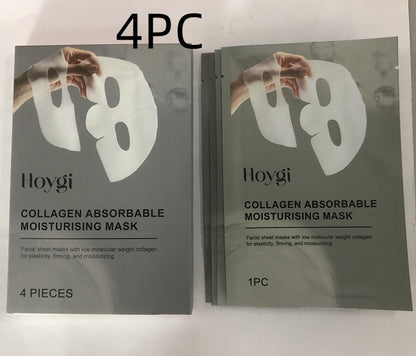 4PC
Hoygi
COLLAGEN ABSORBABLE
MOISTURISING MASK
Facial sheet masks with low molecular weight collagen
for elasticity, firming, and moisturizing
4 PIECES
Hoygi
COLLAGEN ABSORBABLE
MOISTURISING MASK
Facial sheet masks with low molecular weight collagen
for elasticity, firming, and moisturizing
1PC